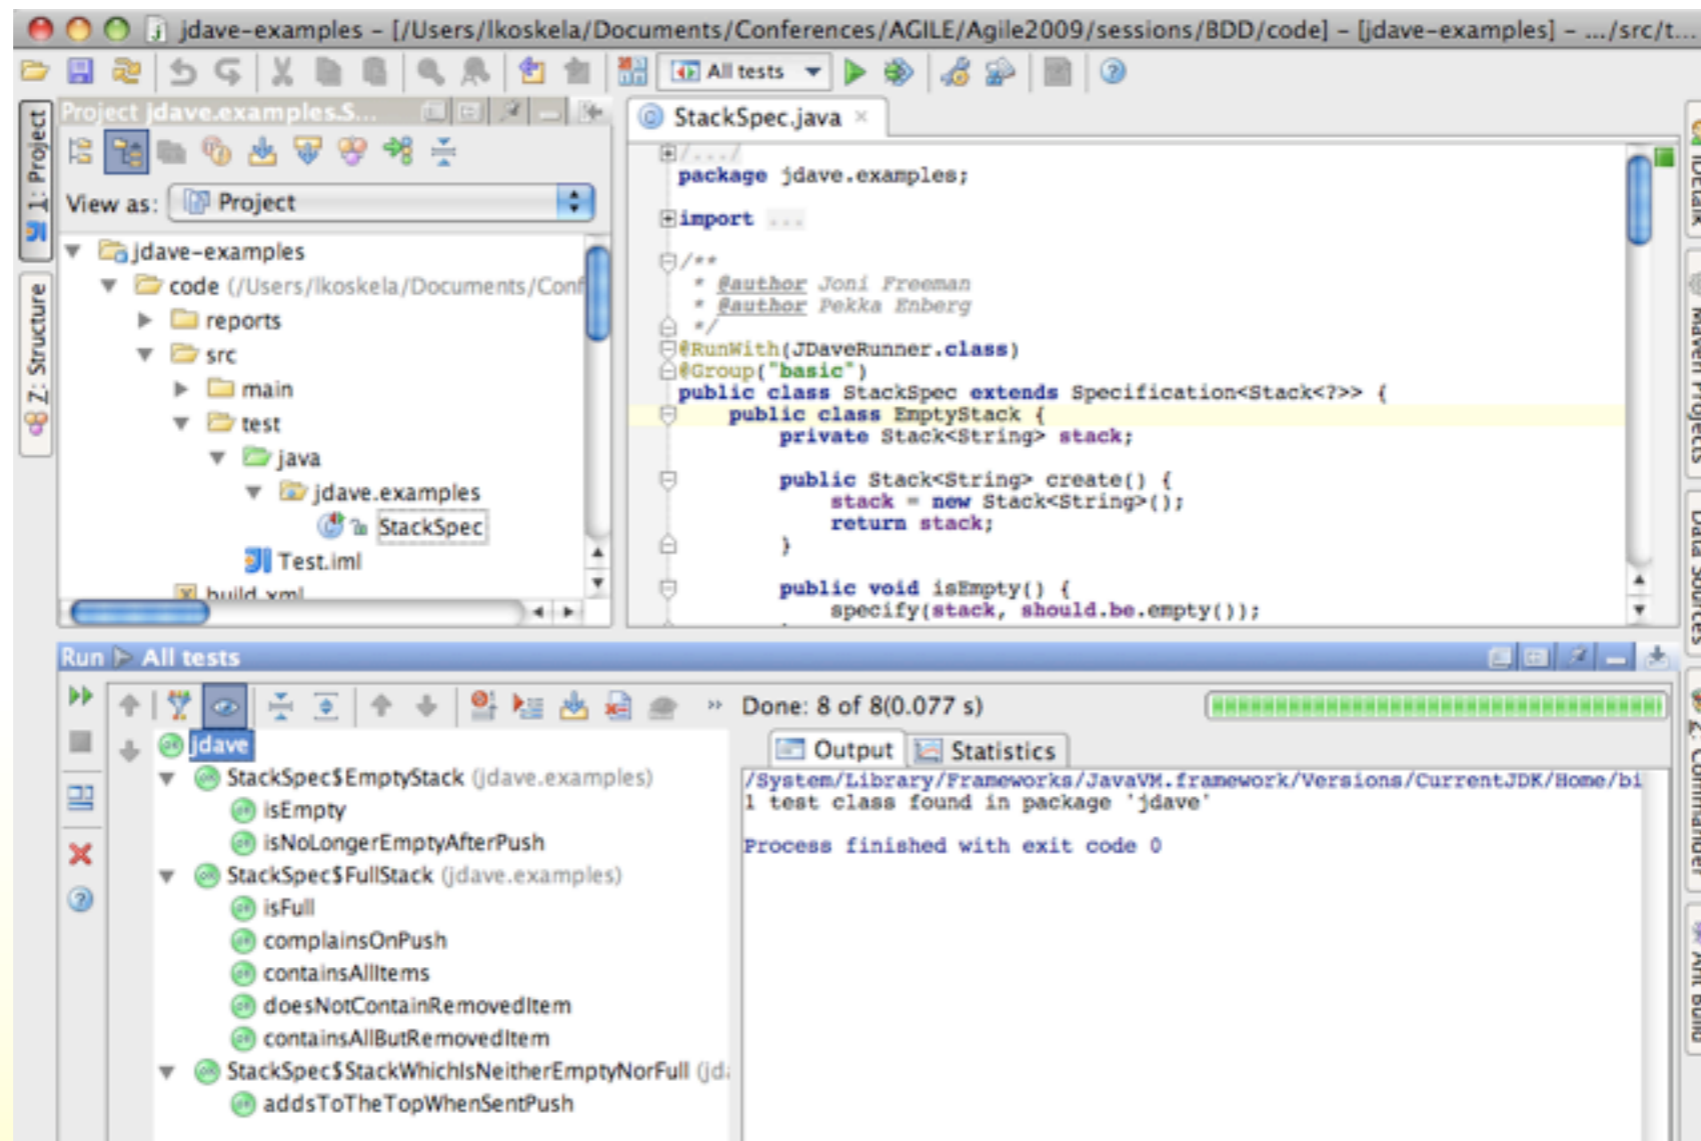 jdave-examples – [/Users/lkoskela/Documents/Conferences/AGILE/Agile2009/sessions/BDD/code] – [jdave-examples] – .../src/t...
All tests
1: Project
Z: Structure
Project jdave.examples.S...
View as: Project
jdave-examples
code (/Users/lkoskela/Documents/Conf
reports
src
main
test
java
jdave.examples
StackSpec
Test.iml
build.xml
StackSpec.java
/.../
package jdave.examples;
import ...
/**
* @author Joni Freeman
* @author Pekka Enberg
*/
@RunWith(JDaveRunner.class)
@Group("basic")
public class StackSpec extends Specification<Stack<?>> {
public class EmptyStack {
private Stack<String> stack;
public Stack<String> create() {
stack = new Stack<String>();
return stack;
}
public void isEmpty() {
specify(stack, should.be.empty());
IDEtalk
Maven Projects
Data Sources
2: Commander
Ant Build
Run All tests
Done: 8 of 8(0.077 s)
jdave
StackSpec$EmptyStack (jdave.examples)
isEmpty
isNoLongerEmptyAfterPush
StackSpec$FullStack (jdave.examples)
isFull
complainsOnPush
containsAllItems
doesNotContainRemovedItem
containsAllButRemovedItem
StackSpec$StackWhichIsNeitherEmptyNorFull (jda
addsToTheTopWhenSentPush
Output Statistics
/System/Library/Frameworks/JavaVM.framework/Versions/CurrentJDK/Home/bi
1 test class found in package 'jdave'
Process finished with exit code 0